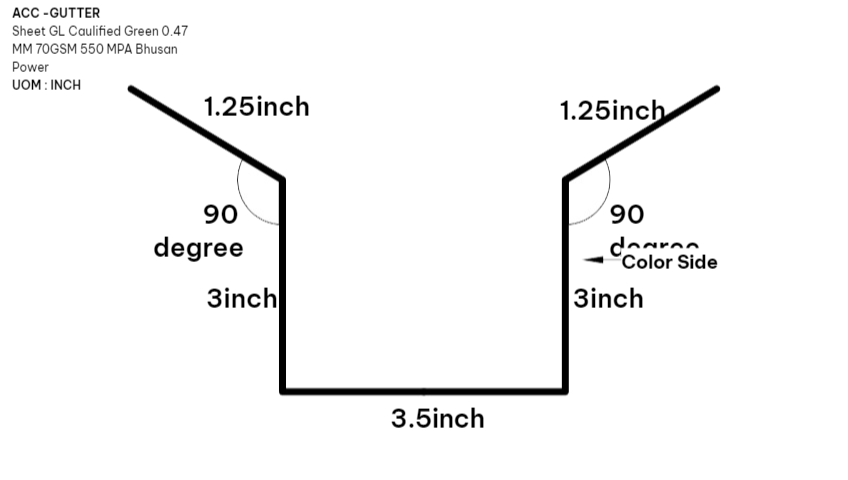 ACC -GUTTER
Sheet GL Caulified Green 0.47
MM 70GSM 550 MPA Bhusan
Power
UOM : INCH
1.25inch
1.25inch
90
degree
90
degree
Color Side
3inch
3inch
3.5inch